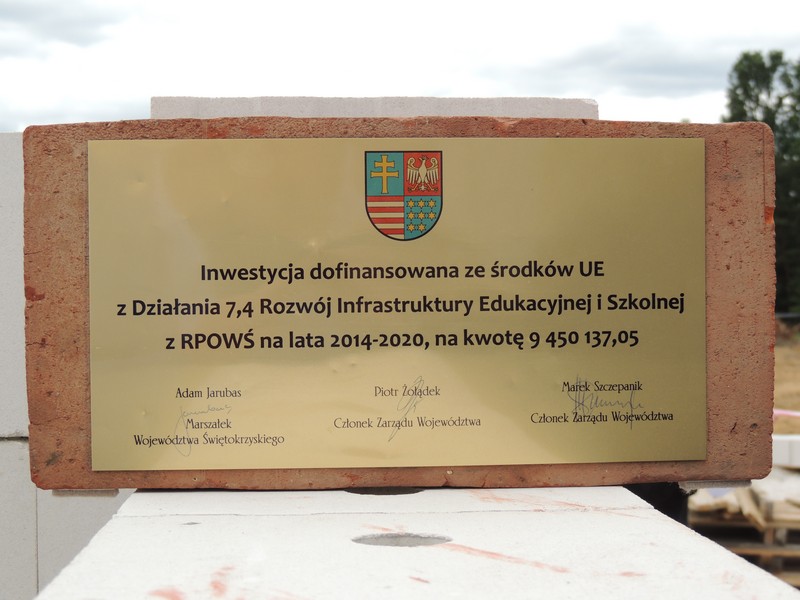 Inwestycja dofinansowana ze środków UE
z Działania 7,4 Rozwój Infrastruktury Edukacyjnej i Szkolnej
z RPOWŚ na lata 2014-2020, na kwotę 9 450 137,05
Adam Jarubas
Marszałek
Województwa Świętokrzyskiego
Piotr Żołądek
Członek Zarządu Województwa
Marek Szczepanik
Członek Zarządu Województwa